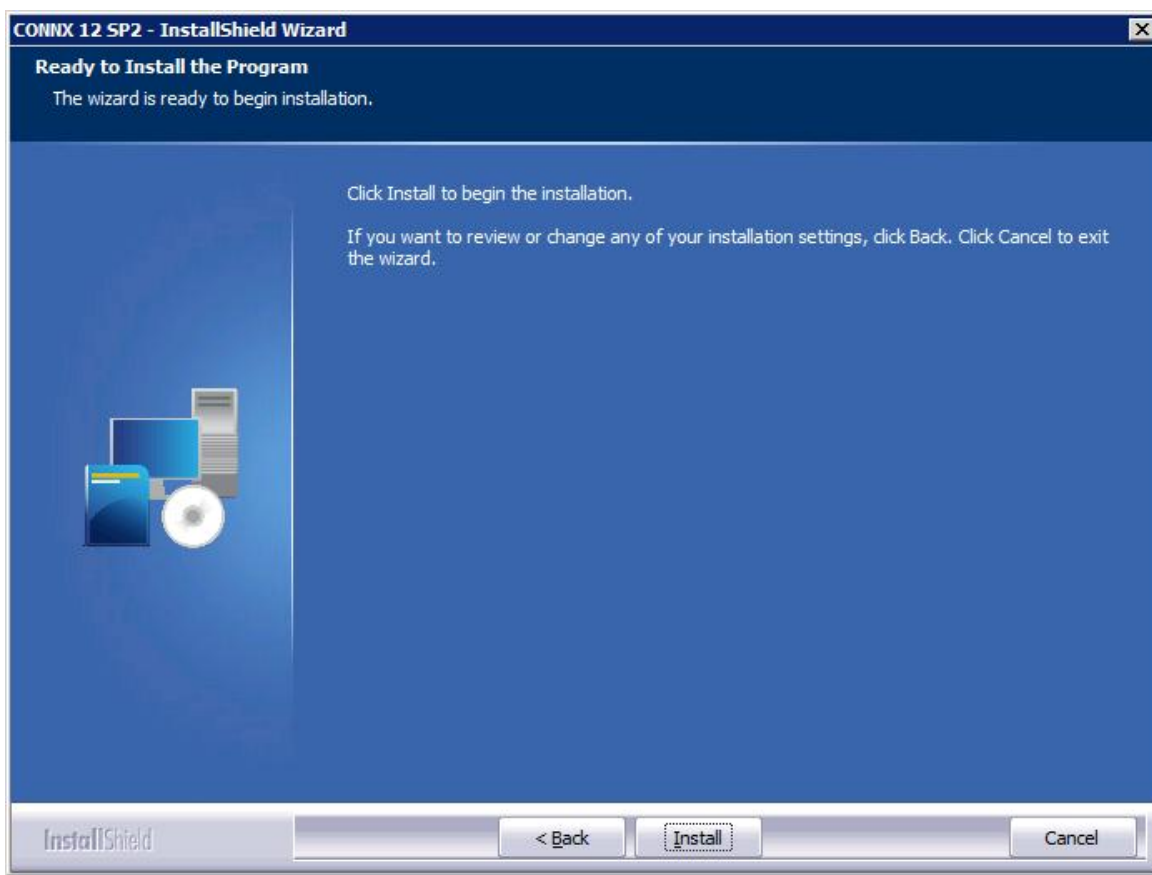 CONNX 12 SP2 - InstallShield Wizard
Ready to Install the Program
The wizard is ready to begin installation.
Click Install to begin the installation.
If you want to review or change any of your installation settings, click Back. Click Cancel to exit
the wizard.
InstallShield
< Back
Install
Cancel